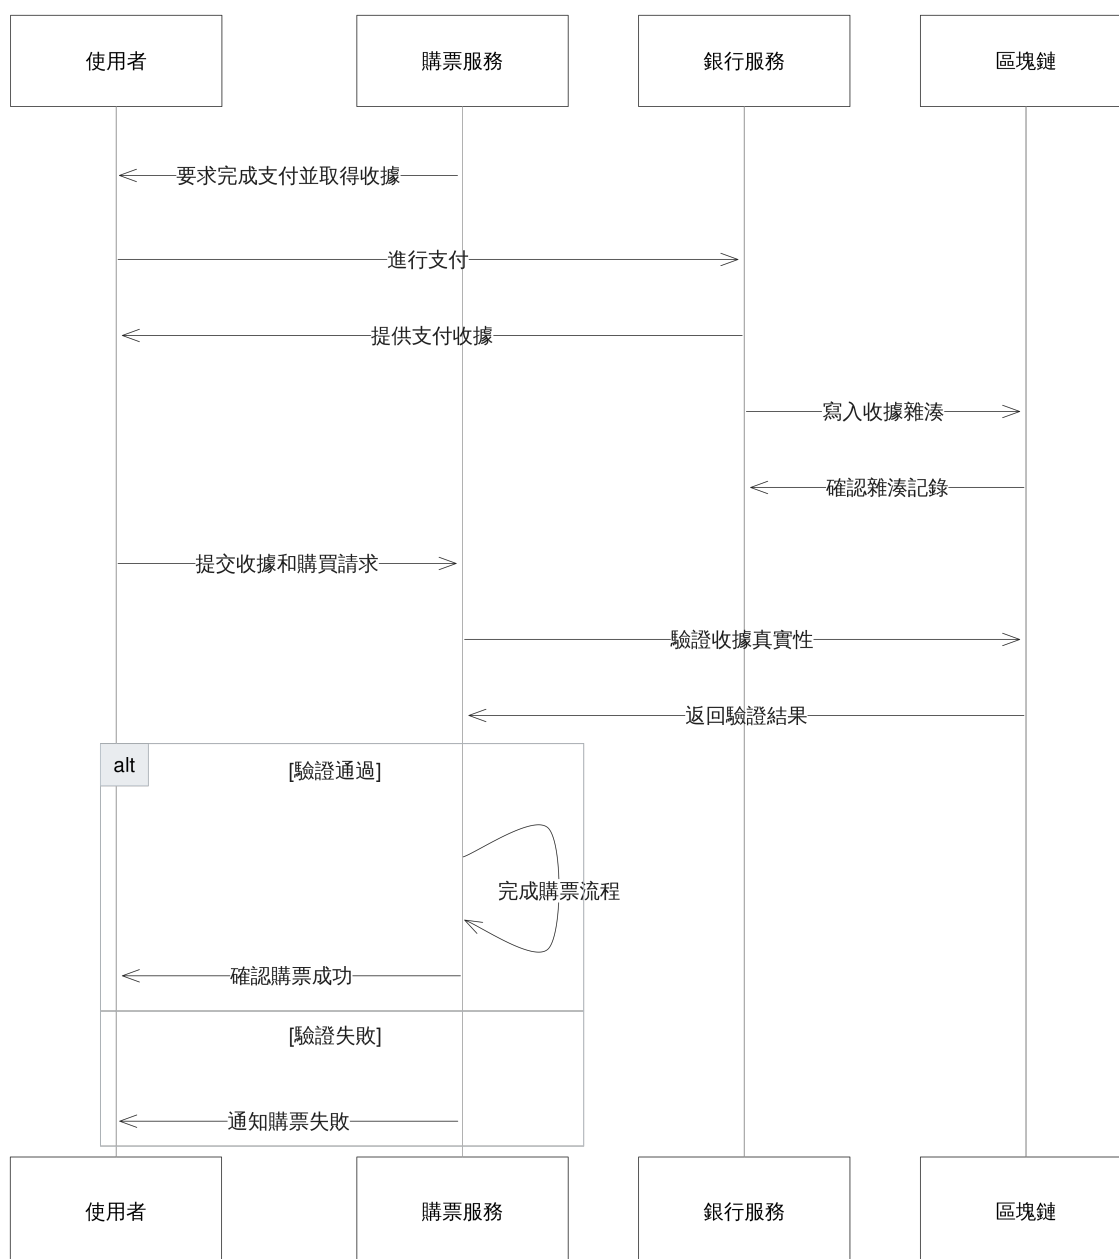 使用者
購票服務
銀行服務
區塊鏈
要求完成支付並取得收據
進行支付
提供支付收據
寫入收據雜湊
確認雜湊記錄
提交收據和購買請求
驗證收據真實性
返回驗證結果
alt
[驗證通過]
完成購票流程
確認購票成功
[驗證失敗]
通知購票失敗
使用者
購票服務
銀行服務
區塊鏈